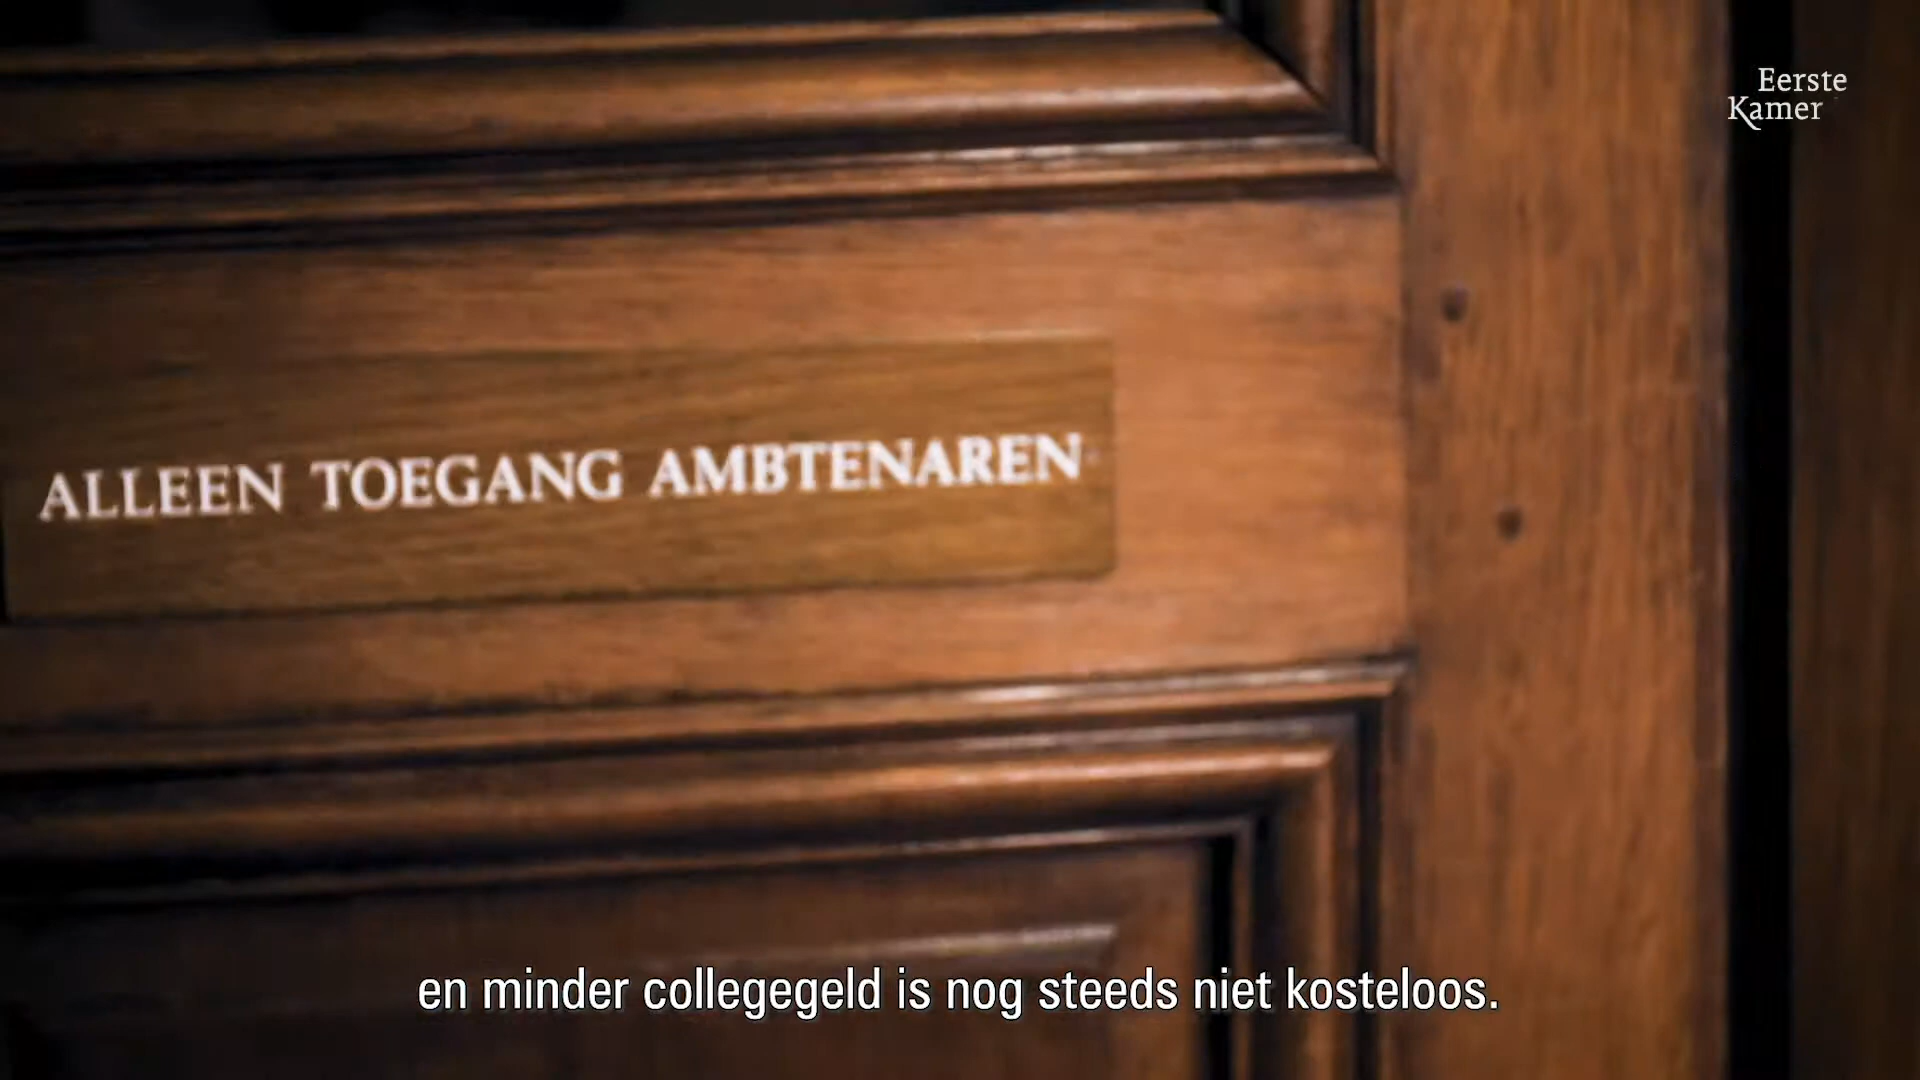 Eerste
Kamer
ALLEEN TOEGANG AMBTENAREN
en minder collegegeld is nog steeds niet kosteloos.